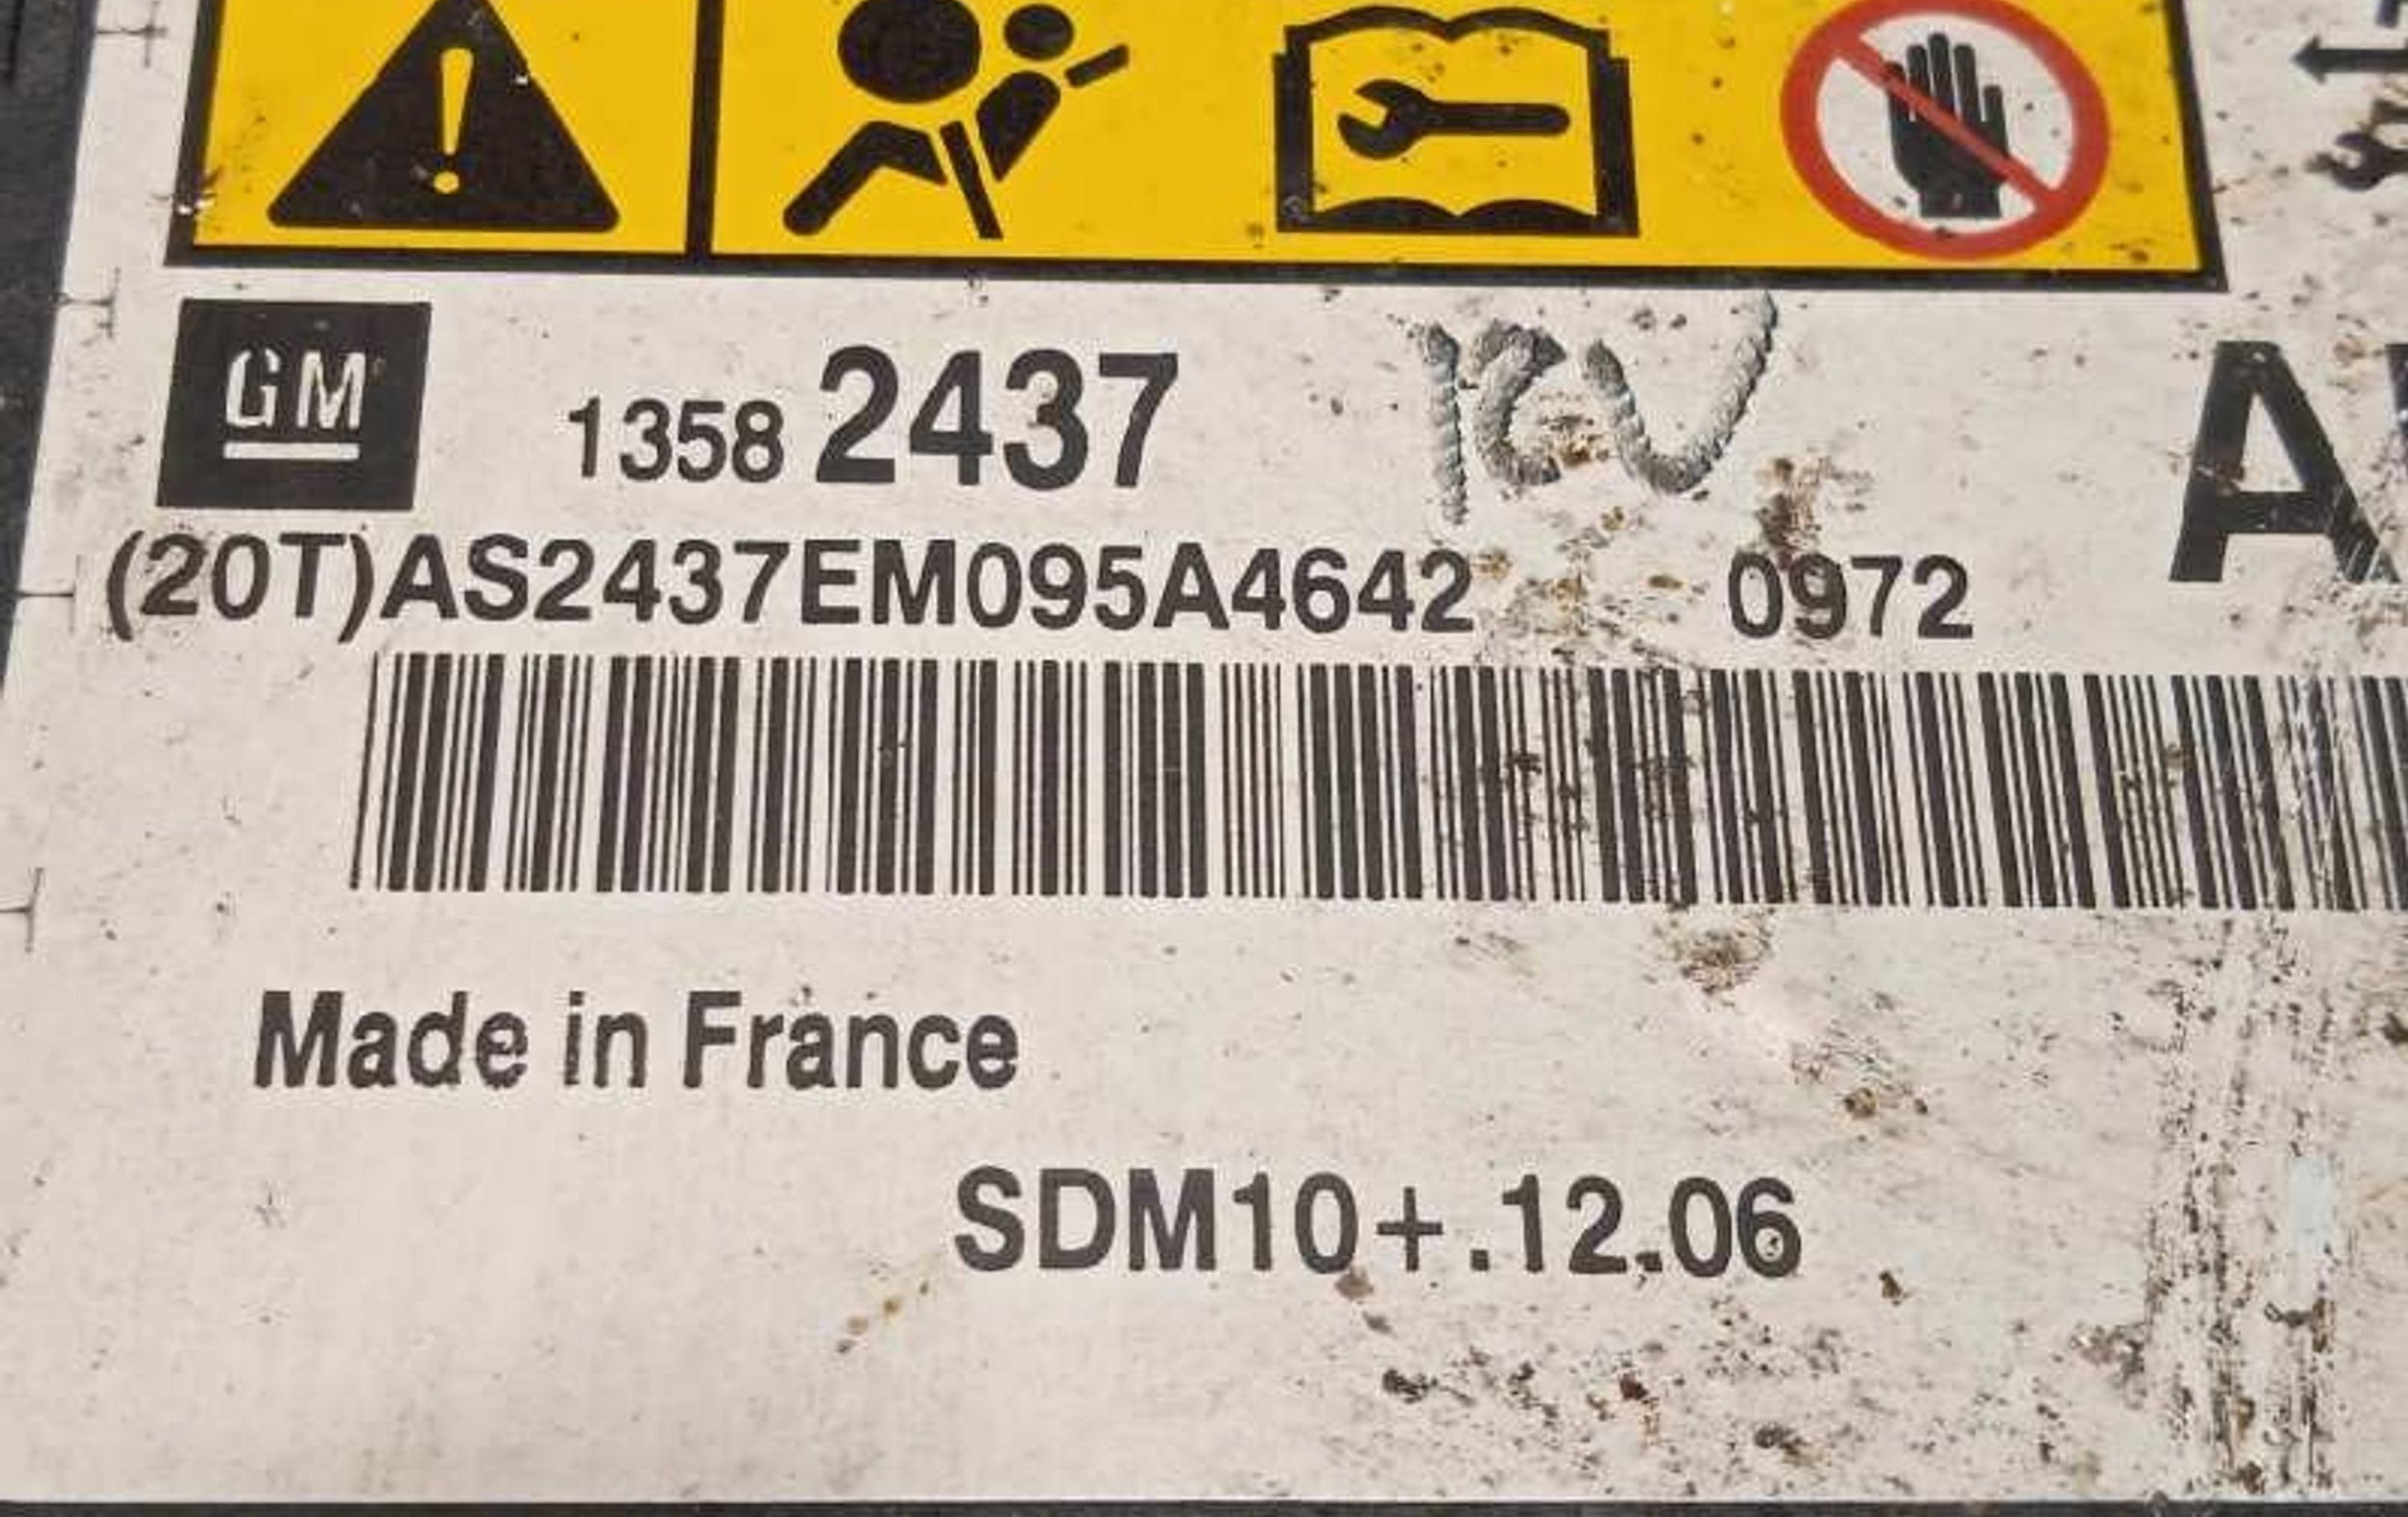 GM 1358 2437 A
(20T)AS2437EM095A4642 0972
Made in France
SDM10+.12.06